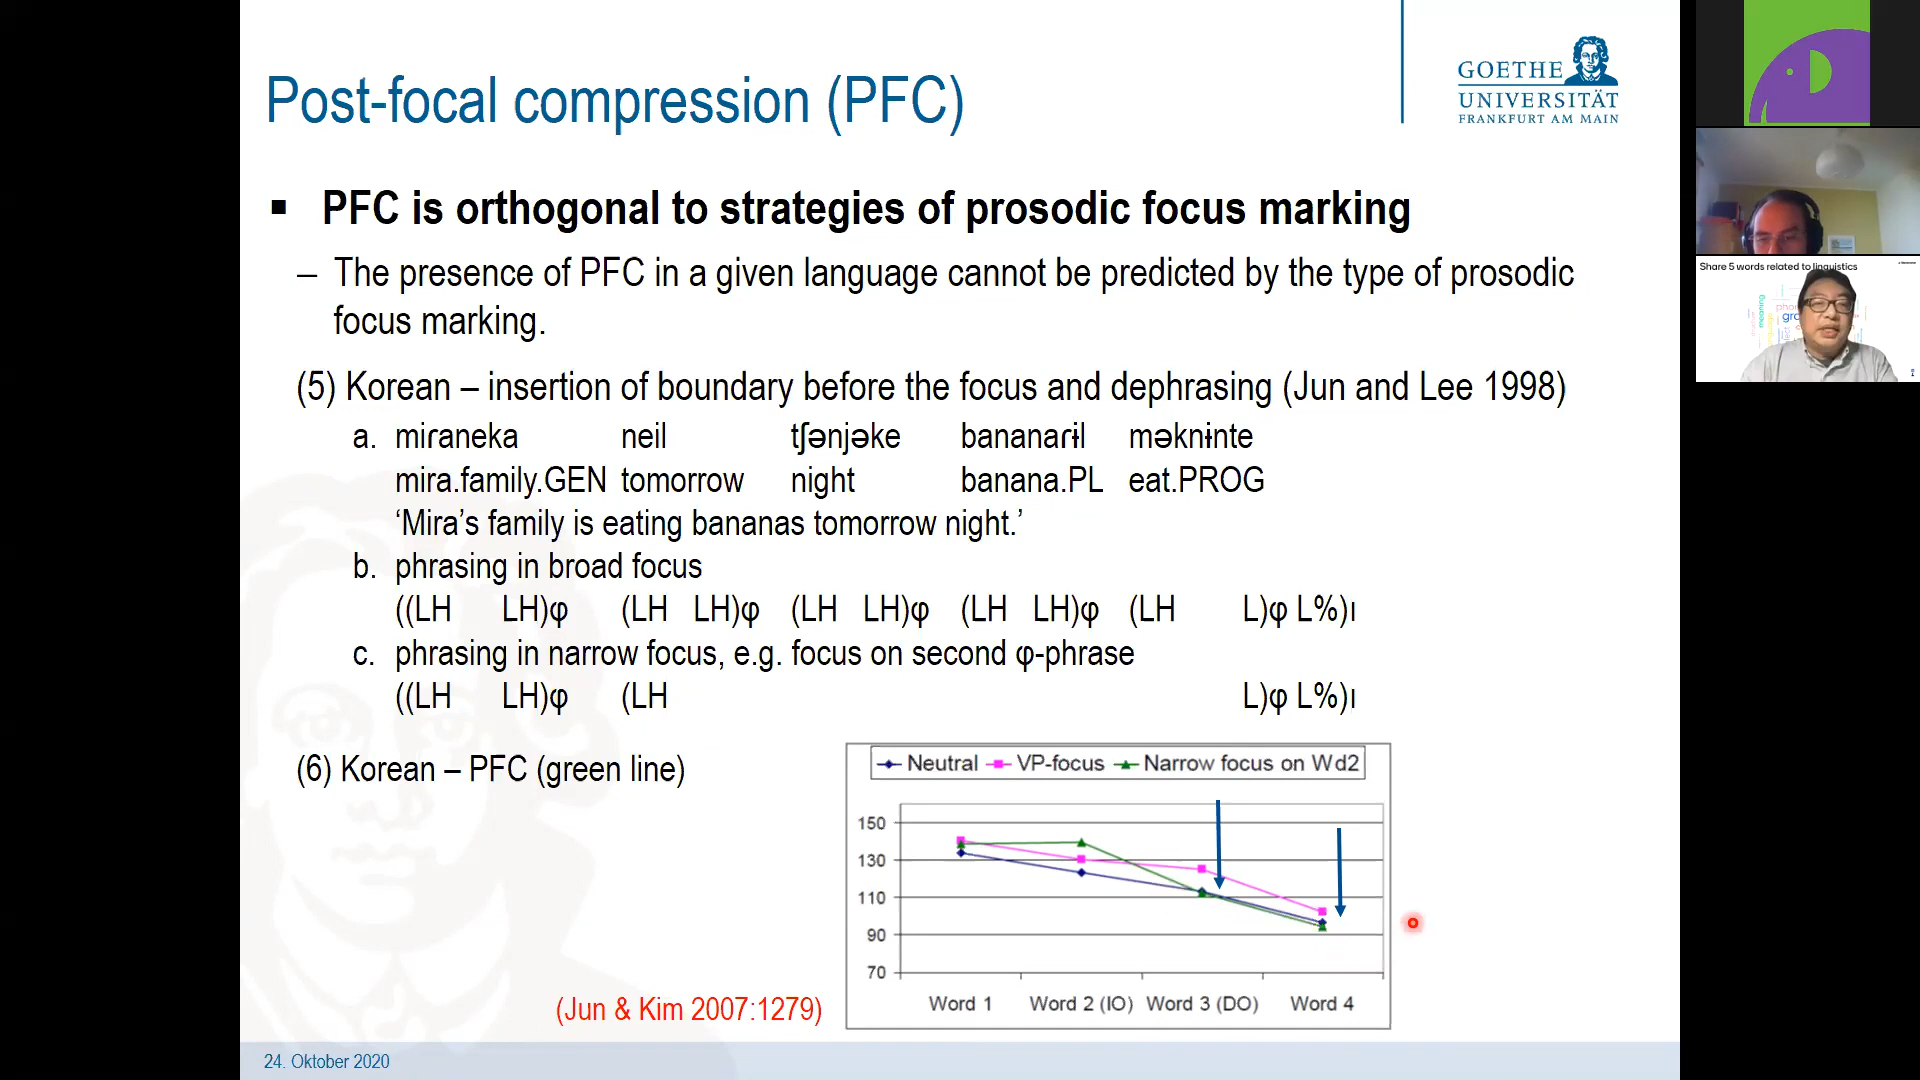 Post-focal compression (PFC)
GOETHE
UNIVERSITÄT
FRANKFURT AM MAIN
▪ PFC is orthogonal to strategies of prosodic focus marking
– The presence of PFC in a given language cannot be predicted by the type of prosodic
focus marking.
(5) Korean – insertion of boundary before the focus and dephrasing (Jun and Lee 1998)
a. miɾaneka neil tʃənjəke bananaɾɨl məknɨnte
mira.family.GEN tomorrow night banana.PL eat.PROG
‘Mira’s family is eating bananas tomorrow night.’
b. phrasing in broad focus
((LH LH)φ (LH LH)φ (LH LH)φ (LH LH)φ (LH L)φ L%)ι
c. phrasing in narrow focus, e.g. focus on second φ-phrase
((LH LH)φ (LH L)φ L%)ι
(6) Korean – PFC (green line)
Neutral VP-focus Narrow focus on Wd2
150
130
110
90
70
Word 1 Word 2 (IO) Word 3 (DO) Word 4
(Jun & Kim 2007:1279)
24. Oktober 2020
Share 5 words related to linguistics
meaning